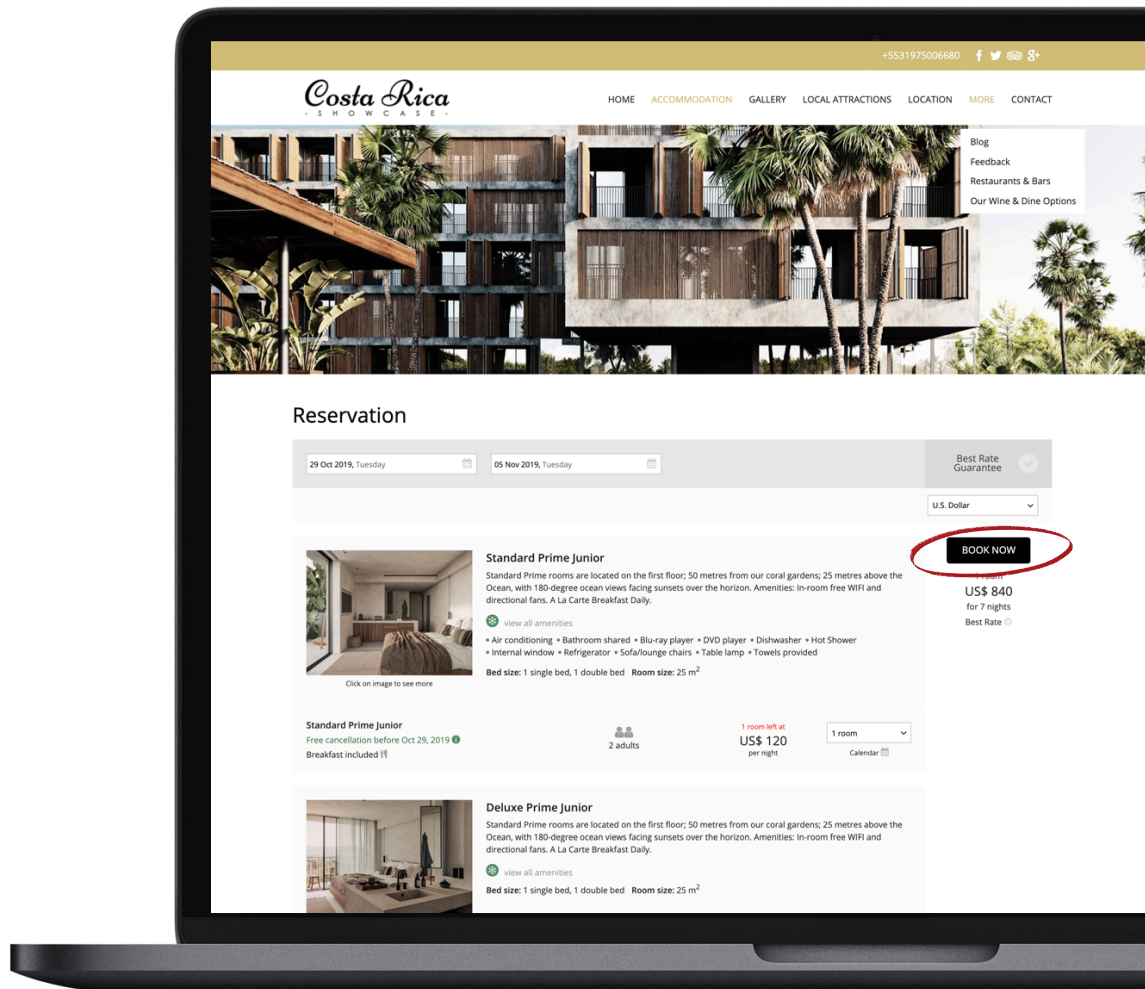 +5531975006680
Costa Rica
- S H O W C A S E -
HOME ACCOMMODATION GALLERY LOCAL ATTRACTIONS LOCATION MORE CONTACT
Blog
Feedback
Restaurants & Bars
Our Wine & Dine Options
Reservation
29 Oct 2019, Tuesday
05 Nov 2019, Tuesday
Best Rate
Guarantee
U.S. Dollar
Standard Prime Junior
Standard Prime rooms are located on the first floor; 50 metres from our coral gardens; 25 metres above the
Ocean, with 180-degree ocean views facing sunsets over the horizon. Amenities: In-room free WIFI and
directional fans. A La Carte Breakfast Daily.
view all amenities
• Air conditioning • Bathroom shared • Blu-ray player • DVD player • Dishwasher • Hot Shower
• Internal window • Refrigerator • Sofa/lounge chairs • Table lamp • Towels provided
Bed size: 1 single bed, 1 double bed Room size: 25 m²
Click on image to see more
BOOK NOW
1 room
US$ 840
for 7 nights
Best Rate
Standard Prime Junior
Free cancellation before Oct 29, 2019
Breakfast included
2 adults
1 room left at
US$ 120
per night
1 room
Calendar
Deluxe Prime Junior
Standard Prime rooms are located on the first floor; 50 metres from our coral gardens; 25 metres above the
Ocean, with 180-degree ocean views facing sunsets over the horizon. Amenities: In-room free WIFI and
directional fans. A La Carte Breakfast Daily.
view all amenities
Bed size: 1 single bed, 1 double bed Room size: 25 m²